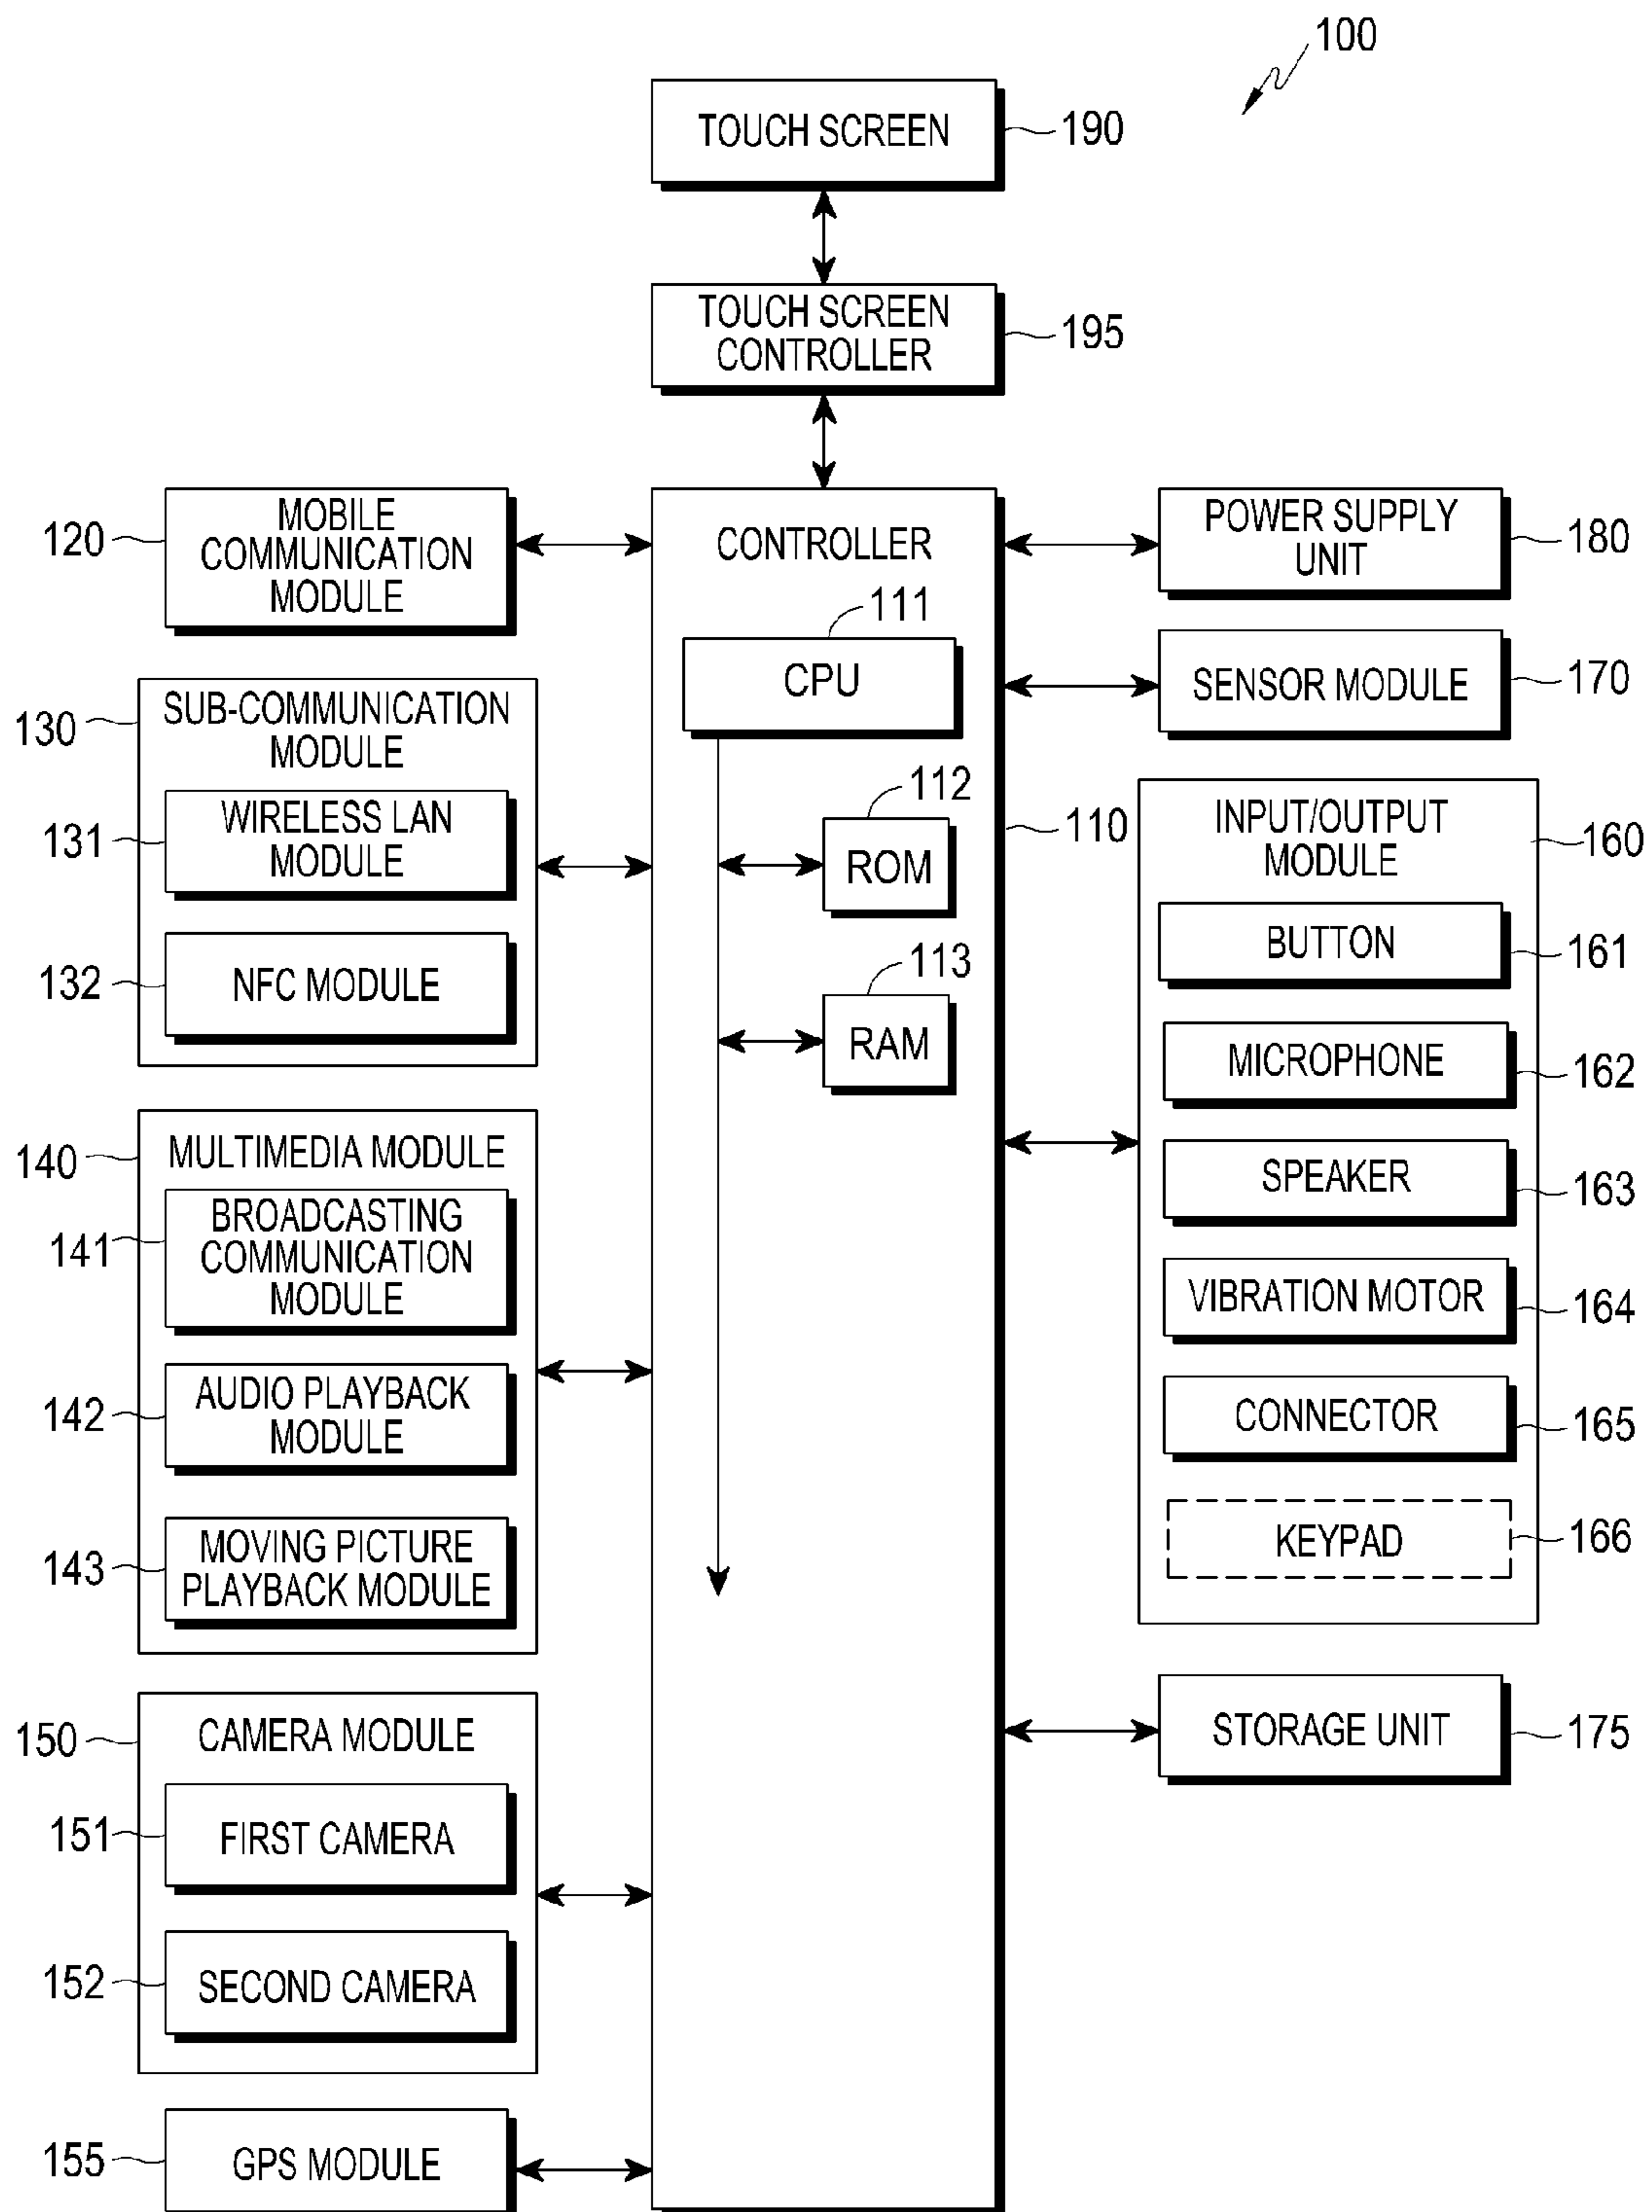 100
TOUCH SCREEN
190
TOUCH SCREEN
CONTROLLER
195
120
MOBILE
COMMUNICATION
MODULE
130
SUB-COMMUNICATION
MODULE
131
WIRELESS LAN
MODULE
132
NFC MODULE
140
MULTIMEDIA MODULE
141
BROADCASTING
COMMUNICATION
MODULE
142
AUDIO PLAYBACK
MODULE
143
MOVING PICTURE
PLAYBACK MODULE
150
CAMERA MODULE
151
FIRST CAMERA
152
SECOND CAMERA
155
GPS MODULE
CONTROLLER
111
CPU
112
ROM
113
RAM
110
POWER SUPPLY
UNIT
180
SENSOR MODULE
170
INPUT/OUTPUT
MODULE
160
BUTTON
161
MICROPHONE
162
SPEAKER
163
VIBRATION MOTOR
164
CONNECTOR
165
KEYPAD
166
STORAGE UNIT
175